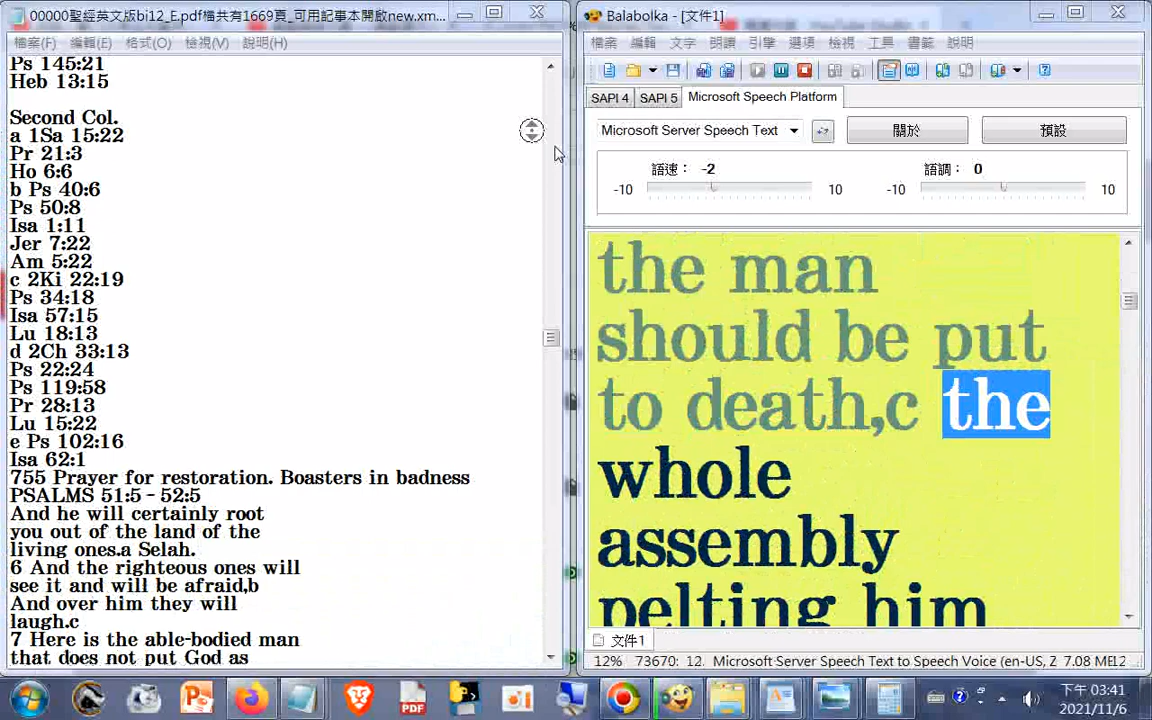 00000聖經英文版bi12_E.pdf檔共有1669頁_可用記事本開啟new.xm...
檔案(F) 編輯(E) 格式(O) 檢視(V) 說明(H)
Ps 145:21
Heb 13:15
Second Col.
a 1Sa 15:22
Pr 21:3
Ho 6:6
b Ps 40:6
Ps 50:8
Isa 1:11
Jer 7:22
Am 5:22
c 2Ki 22:19
Ps 34:18
Isa 57:15
Lu 18:13
d 2Ch 33:13
Ps 22:24
Ps 119:58
Pr 28:13
Lu 15:22
e Ps 102:16
Isa 62:1
755 Prayer for restoration. Boasters in badness
PSALMS 51:5 - 52:5
And he will certainly root
you out of the land of the
living ones.a Selah.
6 And the righteous ones will
see it and will be afraid,b
And over him they will
laugh.c
7 Here is the able-bodied man
that does not put God as
Balabolka - [文件1]
檔案 編輯 文字 朗讀 引擎 選項 檢視 工具 書籤 說明
SAPI 4 SAPI 5 Microsoft Speech Platform
Microsoft Server Speech Text 關於 預設
語速： -2 語調： 0
-10 10 -10 10
the man
should be put
to death,c the
whole
assembly
pelting him
文件1
12% 73670: 12. Microsoft Server Speech Text to Speech Voice (en-US, Z 7.08 ME12
PDF
下午 03:41
2021/11/6